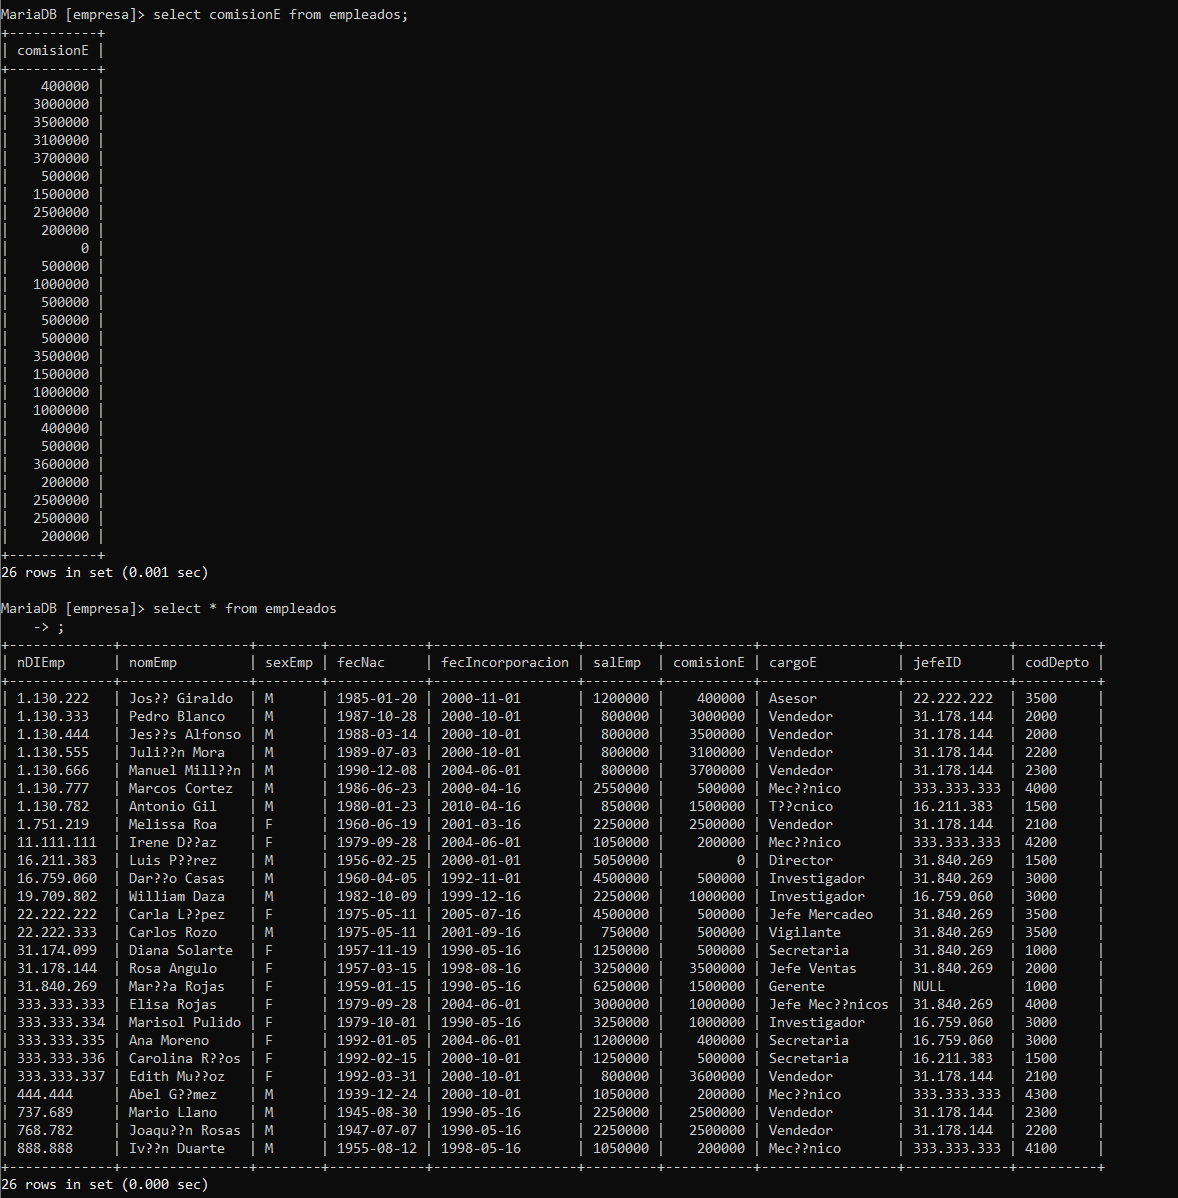 MariaDB [empresa]> select comisionE from empleados;
+-----------+
| comisionE |
+-----------+
|    400000 |
|   3000000 |
|   3500000 |
|   3100000 |
|   3700000 |
|    500000 |
|   1500000 |
|   2500000 |
|    200000 |
|         0 |
|    500000 |
|   1000000 |
|    500000 |
|    500000 |
|    500000 |
|   3500000 |
|   1500000 |
|   1000000 |
|   1000000 |
|    400000 |
|    500000 |
|   3600000 |
|    200000 |
|   2500000 |
|   2500000 |
|    200000 |
+-----------+
26 rows in set (0.001 sec)
MariaDB [empresa]> select * from empleados
    -> ;
+-------------+----------------+--------+------------+------------------+---------+-----------+-----------------+-------------+----------+
| nDIEmp      | nomEmp         | sexEmp | fecNac     | fecIncorporacion | salEmp  | comisionE | cargoE          | jefeID      | codDepto |
+-------------+----------------+--------+------------+------------------+---------+-----------+-----------------+-------------+----------+
| 1.130.222   | Jos?? Giraldo  | M      | 1985-01-20 | 2000-11-01       | 1200000 |    400000 | Asesor          | 22.222.222  | 3500     |
| 1.130.333   | Pedro Blanco   | M      | 1987-10-28 | 2000-10-01       |  800000 |   3000000 | Vendedor        | 31.178.144  | 2000     |
| 1.130.444   | Jes??s Alfonso | M      | 1988-03-14 | 2000-10-01       |  800000 |   3500000 | Vendedor        | 31.178.144  | 2000     |
| 1.130.555   | Juli??n Mora   | M      | 1989-07-03 | 2000-10-01       |  800000 |   3100000 | Vendedor        | 31.178.144  | 2200     |
| 1.130.666   | Manuel Mill??n | M      | 1990-12-08 | 2004-06-01       |  800000 |   3700000 | Vendedor        | 31.178.144  | 2300     |
| 1.130.777   | Marcos Cortez  | M      | 1986-06-23 | 2000-04-16       | 2550000 |    500000 | Mec??nico       | 333.333.333 | 4000     |
| 1.130.782   | Antonio Gil    | M      | 1980-01-23 | 2010-04-16       |  850000 |   1500000 | T??cnico        | 16.211.383  | 1500     |
| 1.751.219   | Melissa Roa    | F      | 1960-06-19 | 2001-03-16       | 2250000 |   2500000 | Vendedor        | 31.178.144  | 2100     |
| 11.111.111  | Irene D??az    | F      | 1979-09-28 | 2004-06-01       | 1050000 |    200000 | Mec??nico       | 333.333.333 | 4200     |
| 16.211.383  | Luis P??rez    | M      | 1956-02-25 | 2000-01-01       | 5050000 |         0 | Director        | 31.840.269  | 1500     |
| 16.759.060  | Dar??o Casas   | M      | 1960-04-05 | 1992-11-01       | 4500000 |    500000 | Investigador    | 31.840.269  | 3000     |
| 19.709.802  | William Daza   | M      | 1982-10-09 | 1999-12-16       | 2250000 |   1000000 | Investigador    | 16.759.060  | 3000     |
| 22.222.222  | Carla L??pez   | F      | 1975-05-11 | 2005-07-16       | 4500000 |    500000 | Jefe Mercadeo   | 31.840.269  | 3500     |
| 22.222.333  | Carlos Rozo    | M      | 1975-05-11 | 2001-09-16       |  750000 |    500000 | Vigilante       | 31.840.269  | 3500     |
| 31.174.099  | Diana Solarte  | F      | 1957-11-19 | 1990-05-16       | 1250000 |    500000 | Secretaria      | 31.840.269  | 1000     |
| 31.178.144  | Rosa Angulo    | F      | 1957-03-15 | 1998-08-16       | 3250000 |   3500000 | Jefe Ventas     | 31.840.269  | 2000     |
| 31.840.269  | Mar??a Rojas   | F      | 1959-01-15 | 1990-05-16       | 6250000 |   1500000 | Gerente         | NULL        | 1000     |
| 333.333.333 | Elisa Rojas    | F      | 1979-09-28 | 2004-06-01       | 3000000 |   1000000 | Jefe Mec??nicos | 31.840.269  | 4000     |
| 333.333.334 | Marisol Pulido | F      | 1979-10-01 | 1990-05-16       | 3250000 |   1000000 | Investigador    | 16.759.060  | 3000     |
| 333.333.335 | Ana Moreno     | F      | 1992-01-05 | 2004-06-01       | 1200000 |    400000 | Secretaria      | 16.759.060  | 3000     |
| 333.333.336 | Carolina R??os | F      | 1992-02-15 | 2000-10-01       | 1250000 |    500000 | Secretaria      | 16.211.383  | 1500     |
| 333.333.337 | Edith Mu??oz   | F      | 1992-03-31 | 2000-10-01       |  800000 |   3600000 | Vendedor        | 31.178.144  | 2100     |
| 444.444     | Abel G??mez    | M      | 1939-12-24 | 2000-10-01       | 1050000 |    200000 | Mec??nico       | 333.333.333 | 4300     |
| 737.689     | Mario Llano    | M      | 1945-08-30 | 1990-05-16       | 2250000 |   2500000 | Vendedor        | 31.178.144  | 2300     |
| 768.782     | Joaqu??n Rosas | M      | 1947-07-07 | 1990-05-16       | 2250000 |   2500000 | Vendedor        | 31.178.144  | 2200     |
| 888.888     | Iv??n Duarte   | M      | 1955-08-12 | 1998-05-16       | 1050000 |    200000 | Mec??nico       | 333.333.333 | 4100     |
+-------------+----------------+--------+------------+------------------+---------+-----------+-----------------+-------------+----------+
26 rows in set (0.000 sec)